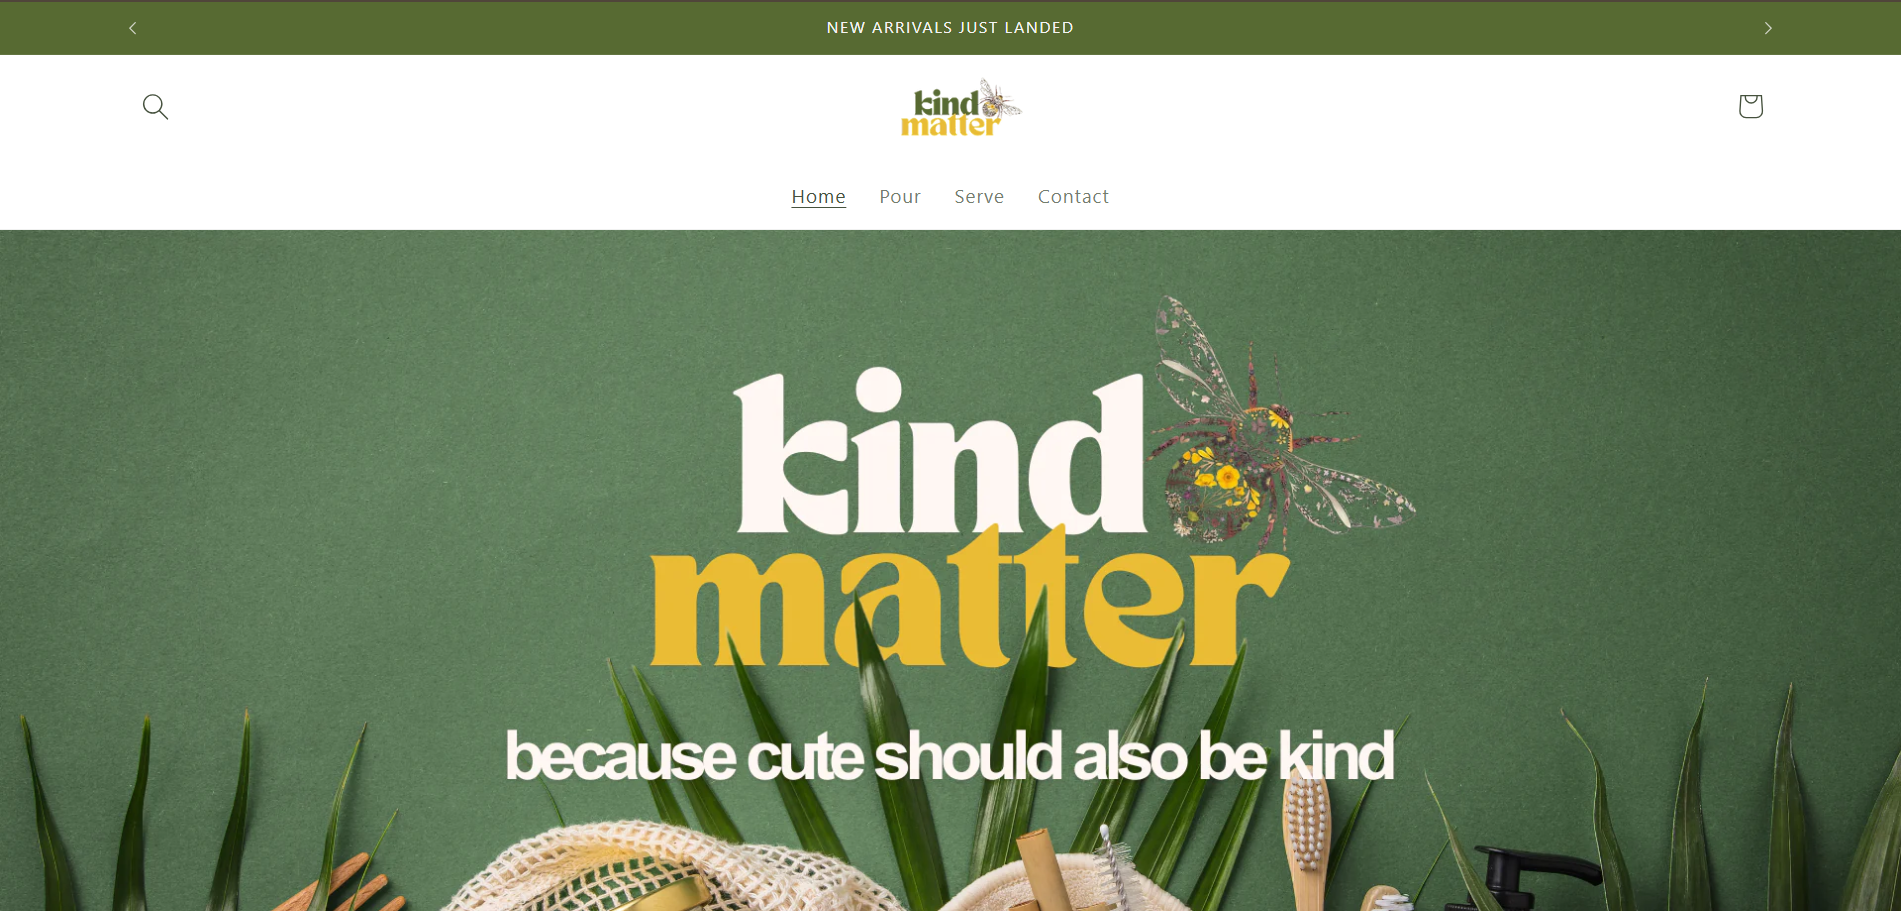 NEW ARRIVALS JUST LANDED
kind
matter
Home Pour Serve Contact
kind
matter
because cute should also be kind